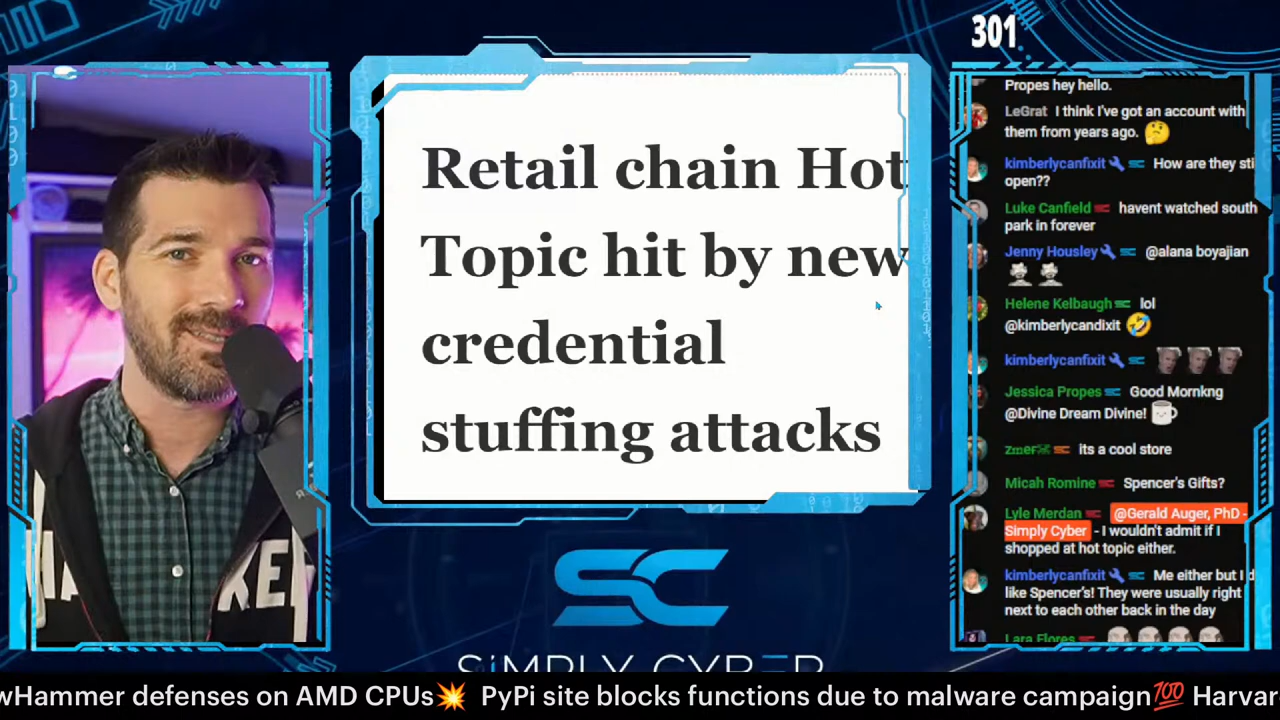 301
Retail chain Hot
Topic hit by new
credential
stuffing attacks
Propes hey hello.
LeGrat I think I've got an account with
them from years ago. 🤔
kimberlycanfixit How are they sti
open??
Luke Canfield havent watched south
park in forever
Jenny Housley @alana boyajian
Helene Kelbaugh lol
@kimberlycandixit 🤣
kimberlycanfixit
Jessica Propes Good Mornkng
@Divine Dream Divine!
zmer its a cool store
Micah Romine Spencer's Gifts?
Lyle Merdan @Gerald Auger, PhD -
Simply Cyber - I wouldn't admit if I
shopped at hot topic either.
kimberlycanfixit Me either but I d
like Spencer's! They were usually right
next to each other back in the day
Lara Flores
SC
SIMPLY CYBER
wHammer defenses on AMD CPUs💥 PyPi site blocks functions due to malware campaign💯 Harvar